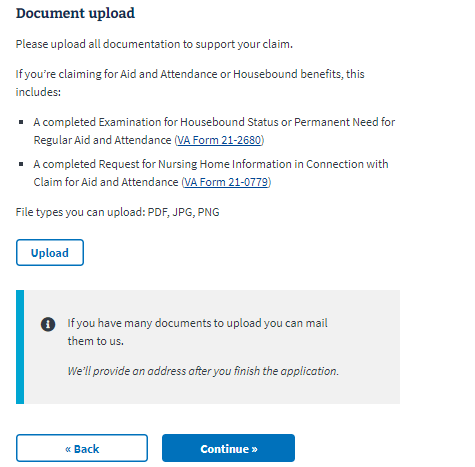 Document upload
Please upload all documentation to support your claim.
If you're claiming for Aid and Attendance or Housebound benefits, this
includes:
▪ A completed Examination for Housebound Status or Permanent Need for
Regular Aid and Attendance (VA Form 21-2680)
▪ A completed Request for Nursing Home Information in Connection with
Claim for Aid and Attendance (VA Form 21-0779)
File types you can upload: PDF, JPG, PNG
Upload
If you have many documents to upload you can mail
them to us.
We'll provide an address after you finish the application.
« Back
Continue »